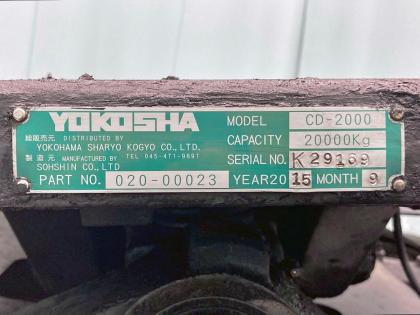 YOKOSHA
総販売元 DISTRIBUTED BY
YOKOHAMA SHARYO KOGYO CO., LTD.
製造元 MANUFACTURED BY TEL 045-471-9691
SOHSHIN CO., LTD
PART NO. 020-00023
MODEL CD-2000
CAPACITY 20000Kg
SERIAL NO. K 29169
YEAR20 15 MONTH 9